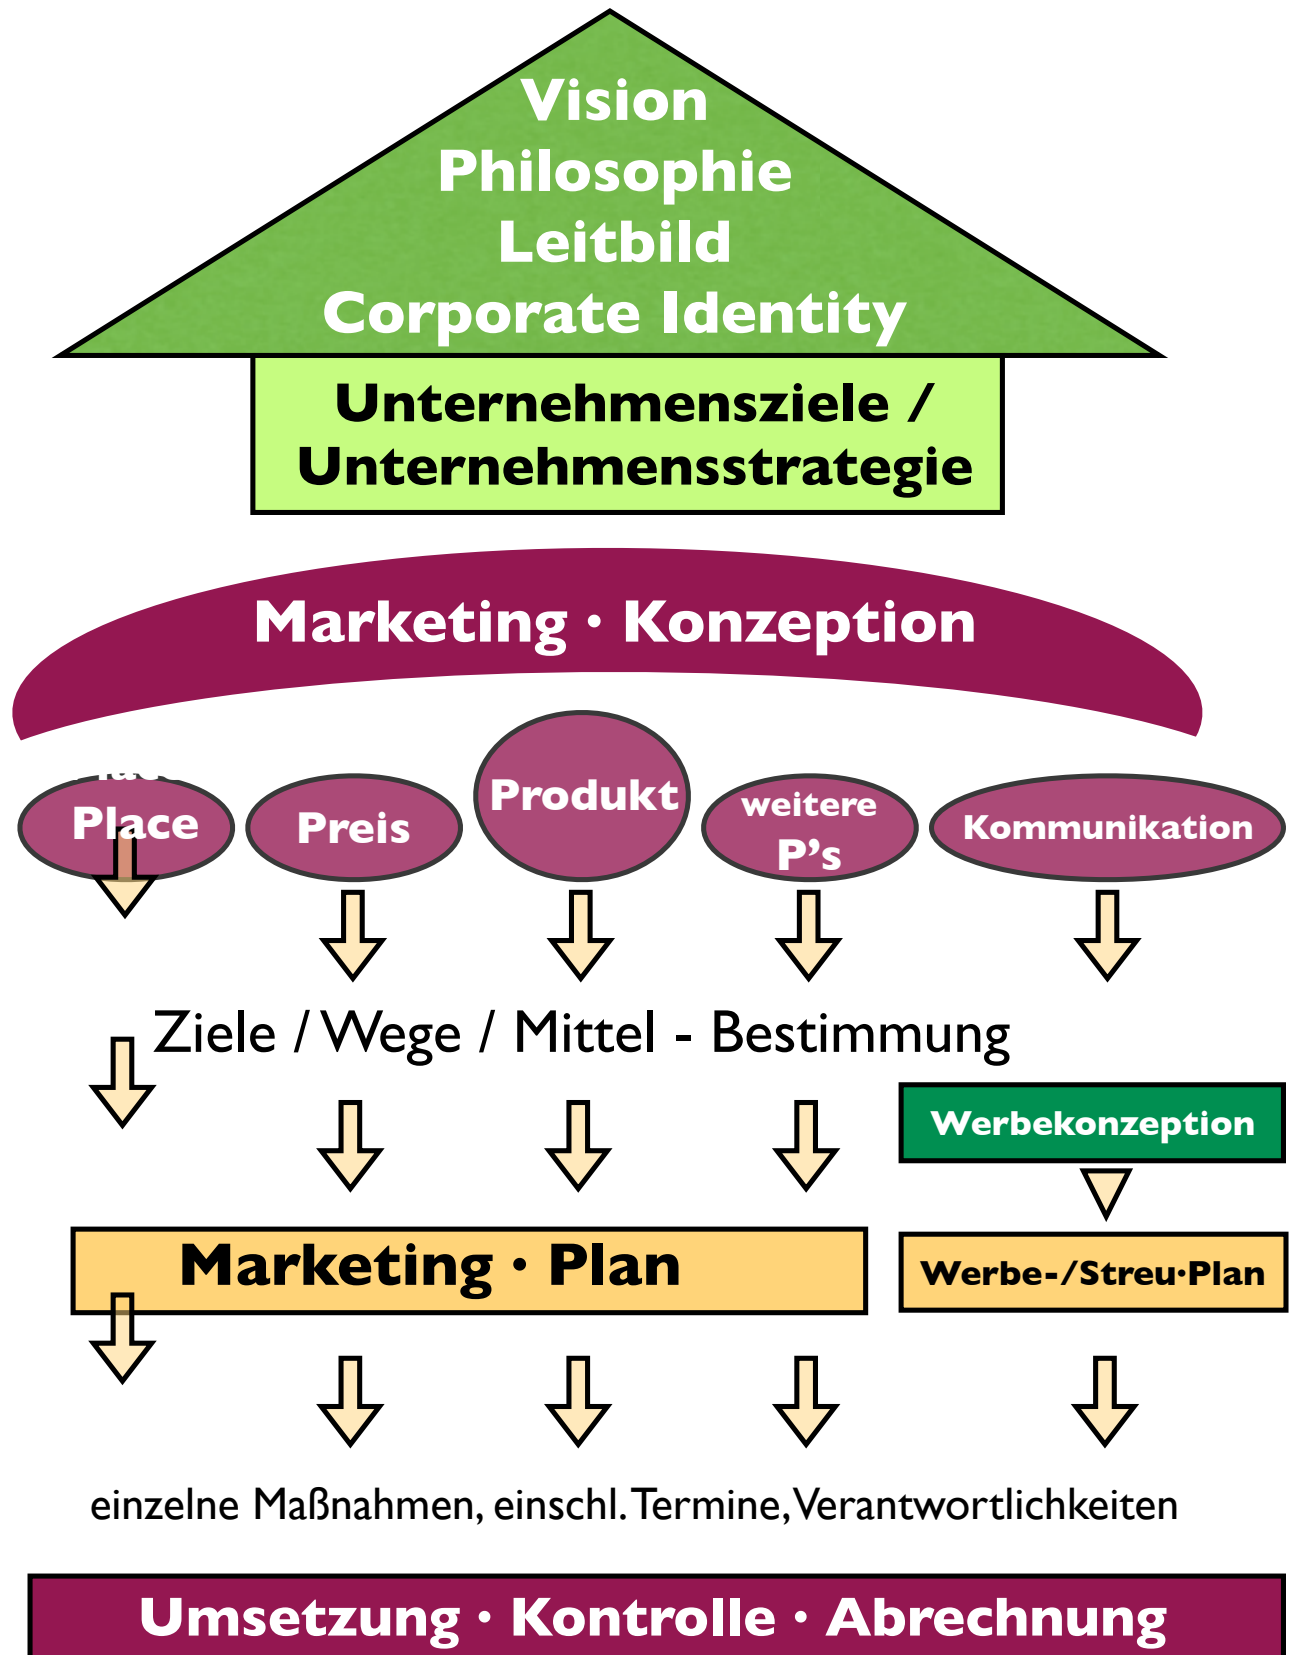 Vision
Philosophie
Leitbild
Corporate Identity
Unternehmensziele /
Unternehmensstrategie
Marketing · Konzeption
Place
Preis
Produkt
weitere
P’s
Kommunikation
Ziele / Wege / Mittel - Bestimmung
Werbekonzeption
Marketing · Plan
Werbe-/Streu·Plan
einzelne Maßnahmen, einschl. Termine, Verantwortlichkeiten
Umsetzung · Kontrolle · Abrechnung